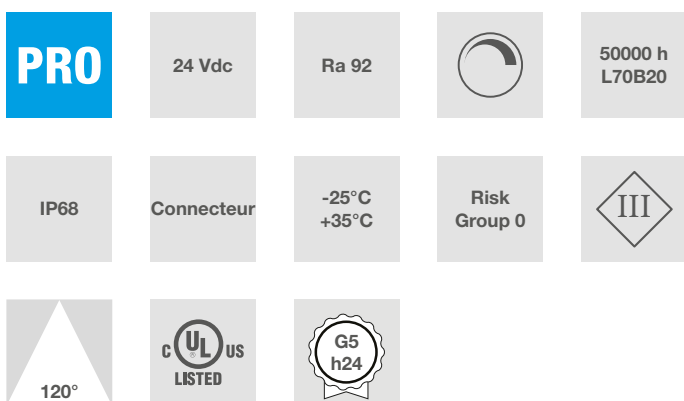 PRO
24 Vdc
Ra 92
50000 h
L70B20
IP68
Connecteur
-25°C
+35°C
Risk
Group 0
III
120°
C UL US
®
LISTED
G5
h24